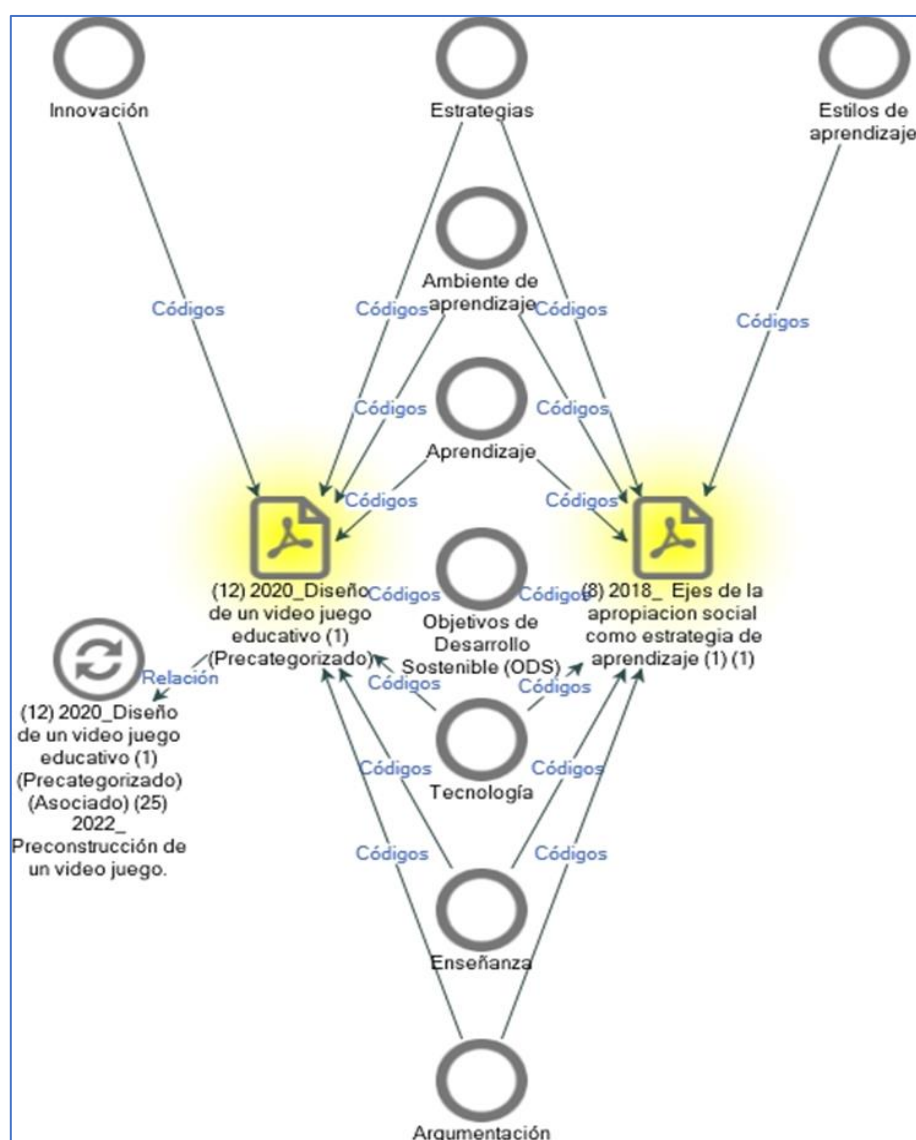 Innovación
Estrategias
Estilos de
aprendizaje
Ambiente de
aprendizaje
Códigos
Códigos
Códigos
Códigos
Códigos
Códigos
Aprendizaje
Códigos
Códigos
(12) 2020_Diseño
de un video juego
educativo (1)
(Precategorizado)
Códigos
Códigos
Objetivos de
Desarrollo
Sostenible (ODS)
(8) 2018_ Ejes de la
apropiacion social
como estrategia de
aprendizaje (1) (1)
Relación
(12) 2020_Diseño
de un video juego
educativo (1)
(Precategorizado)
(Asociado) (25)
2022_
Preconstrucción de
un video juego.
Códigos
Códigos
Tecnología
Códigos
Códigos
Códigos
Códigos
Enseñanza
Argumentación